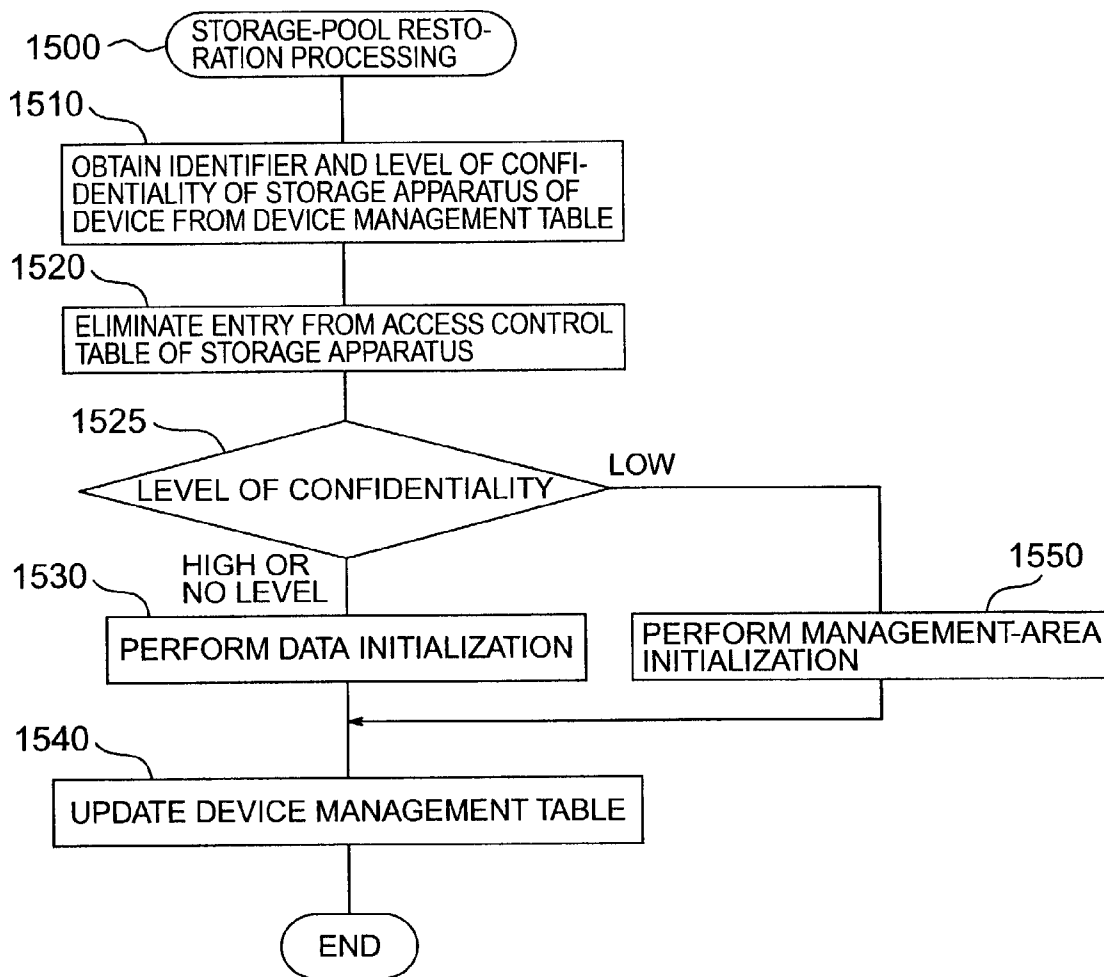 1500
STORAGE-POOL RESTO-
RATION PROCESSING
1510
OBTAIN IDENTIFIER AND LEVEL OF CONFI-
DENTIALITY OF STORAGE APPARATUS OF
DEVICE FROM DEVICE MANAGEMENT TABLE
1520
ELIMINATE ENTRY FROM ACCESS CONTROL
TABLE OF STORAGE APPARATUS
1525
LEVEL OF CONFIDENTIALITY
LOW
HIGH OR
NO LEVEL
1530
PERFORM DATA INITIALIZATION
1550
PERFORM MANAGEMENT-AREA
INITIALIZATION
1540
UPDATE DEVICE MANAGEMENT TABLE
END